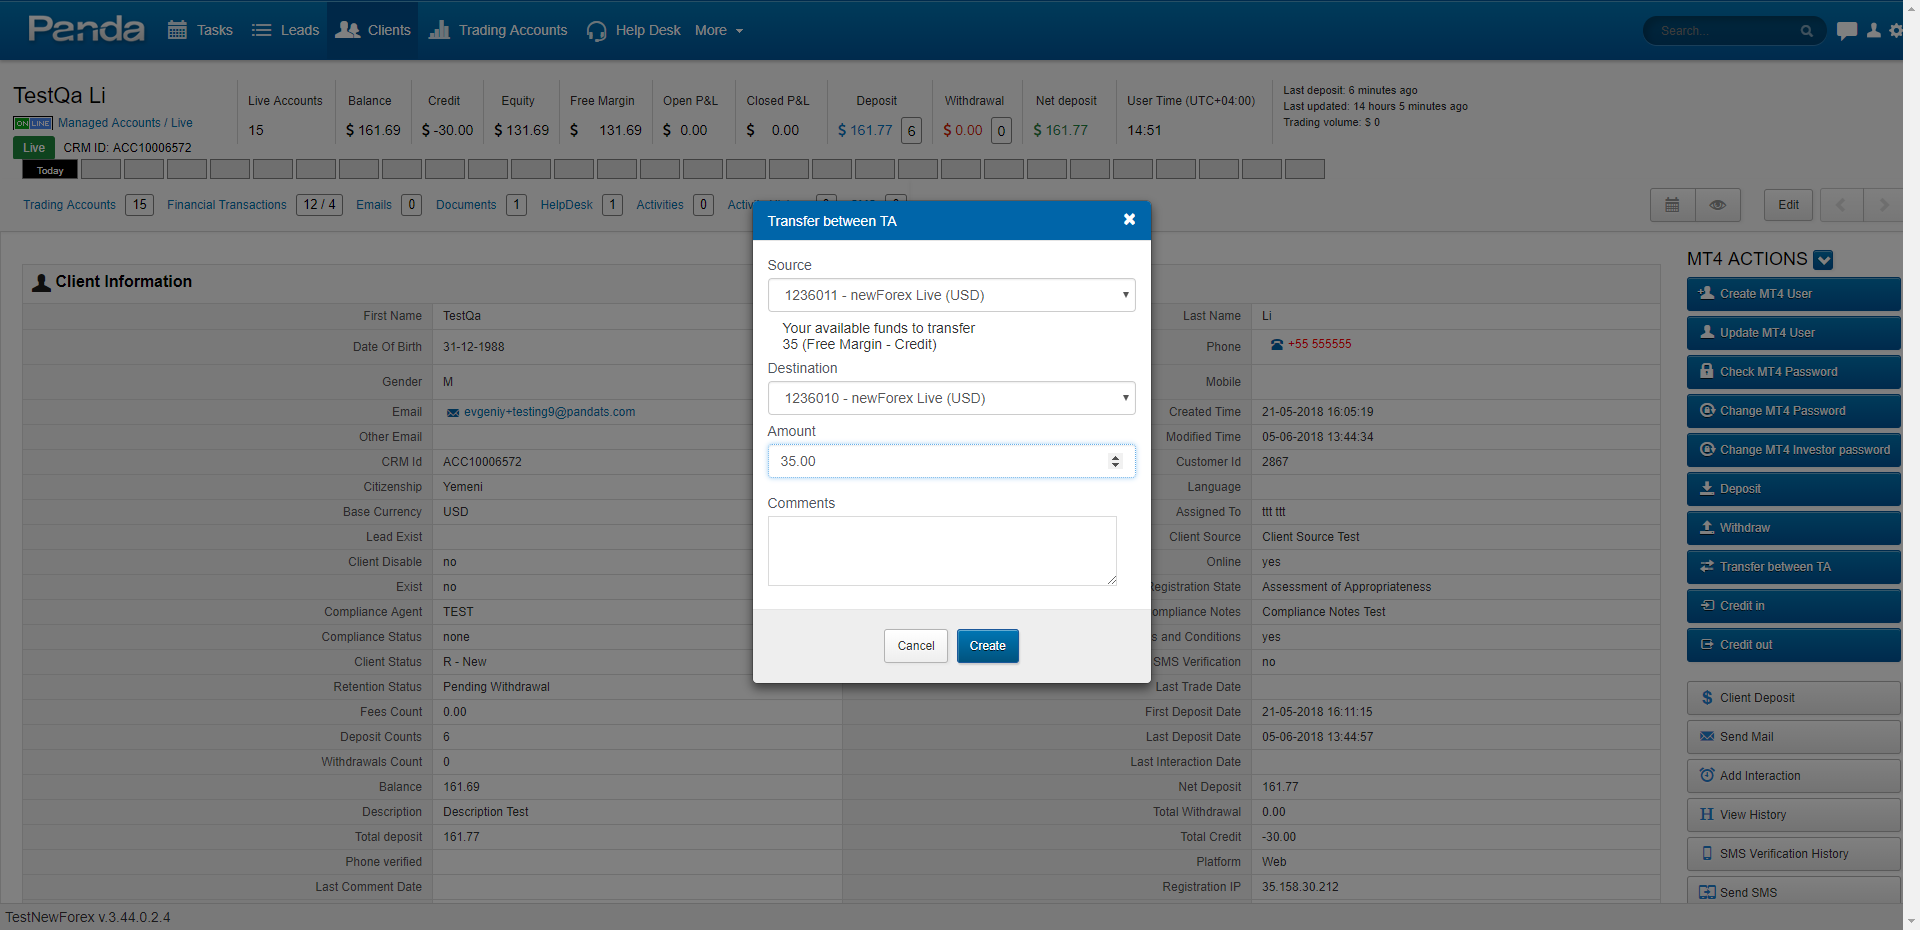 Panda Tasks Leads Clients Trading Accounts Help Desk More Search...
TestQa Li
ON LINE Managed Accounts / Live
Live CRM ID: ACC10006572
Live Accounts Balance Credit Equity Free Margin Open P&L Closed P&L Deposit Withdrawal Net deposit User Time (UTC+04:00)
15 $ 161.69 $ -30.00 $ 131.69 $ 131.69 $ 0.00 $ 0.00 $ 161.77 6 $ 0.00 0 $ 161.77 14:51
Last deposit: 6 minutes ago
Last updated: 14 hours 5 minutes ago
Trading volume: $ 0
Today
Trading Accounts 15 Financial Transactions 12 / 4 Emails 0 Documents 1 HelpDesk 1 Activities 0
Edit
Transfer between TA
Source
1236011 - newForex Live (USD)
Your available funds to transfer
35 (Free Margin - Credit)
Destination
1236010 - newForex Live (USD)
Amount
35.00
Comments
Cancel Create
Client Information
First Name TestQa
Date Of Birth 31-12-1988
Gender M
Email evgeniy+testing9@pandats.com
Other Email
CRM Id ACC10006572
Citizenship Yemeni
Base Currency USD
Lead Exist
Client Disable no
Exist no
Compliance Agent TEST
Compliance Status none
Client Status R - New
Retention Status Pending Withdrawal
Fees Count 0.00
Deposit Counts 6
Withdrawals Count 0
Balance 161.69
Description Description Test
Total deposit 161.77
Phone verified
Last Comment Date
Last Name Li
Phone +55 555555
Mobile
Created Time 21-05-2018 16:05:19
Modified Time 05-06-2018 13:44:34
Customer Id 2867
Language
Assigned To ttt ttt
Client Source Client Source Test
Online yes
Registration State Assessment of Appropriateness
ompliance Notes Compliance Notes Test
s and Conditions yes
SMS Verification no
Last Trade Date
First Deposit Date 21-05-2018 16:11:15
Last Deposit Date 05-06-2018 13:44:57
Last Interaction Date
Net Deposit 161.77
Total Withdrawal 0.00
Total Credit -30.00
Platform Web
Registration IP 35.158.30.212
MT4 ACTIONS
Create MT4 User
Update MT4 User
Check MT4 Password
Change MT4 Password
Change MT4 Investor password
Deposit
Withdraw
Transfer between TA
Credit in
Credit out
Client Deposit
Send Mail
Add Interaction
View History
SMS Verification History
Send SMS
TestNewForex v.3.44.0.2.4